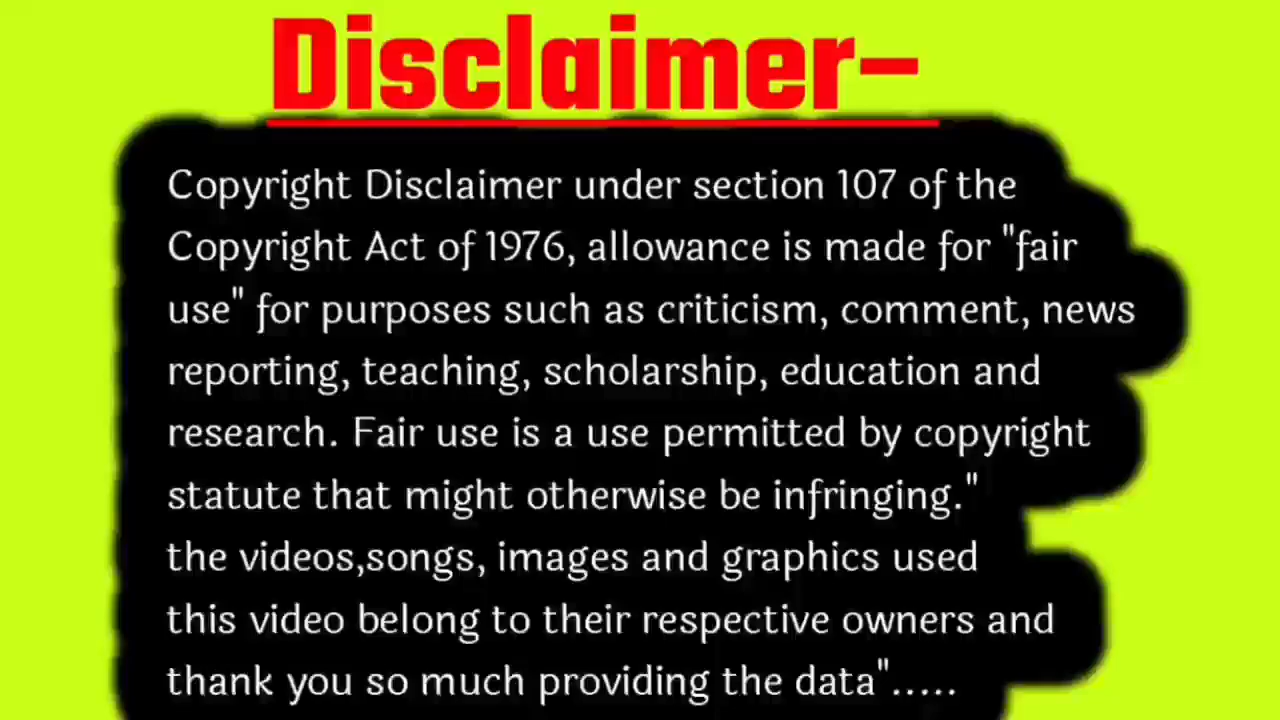 Disclaimer-
Copyright Disclaimer under section 107 of the
Copyright Act of 1976, allowance is made for "fair
use" for purposes such as criticism, comment, news
reporting, teaching, scholarship, education and
research. Fair use is a use permitted by copyright
statute that might otherwise be infringing."
the videos,songs, images and graphics used
this video belong to their respective owners and
thank you so much providing the data".....